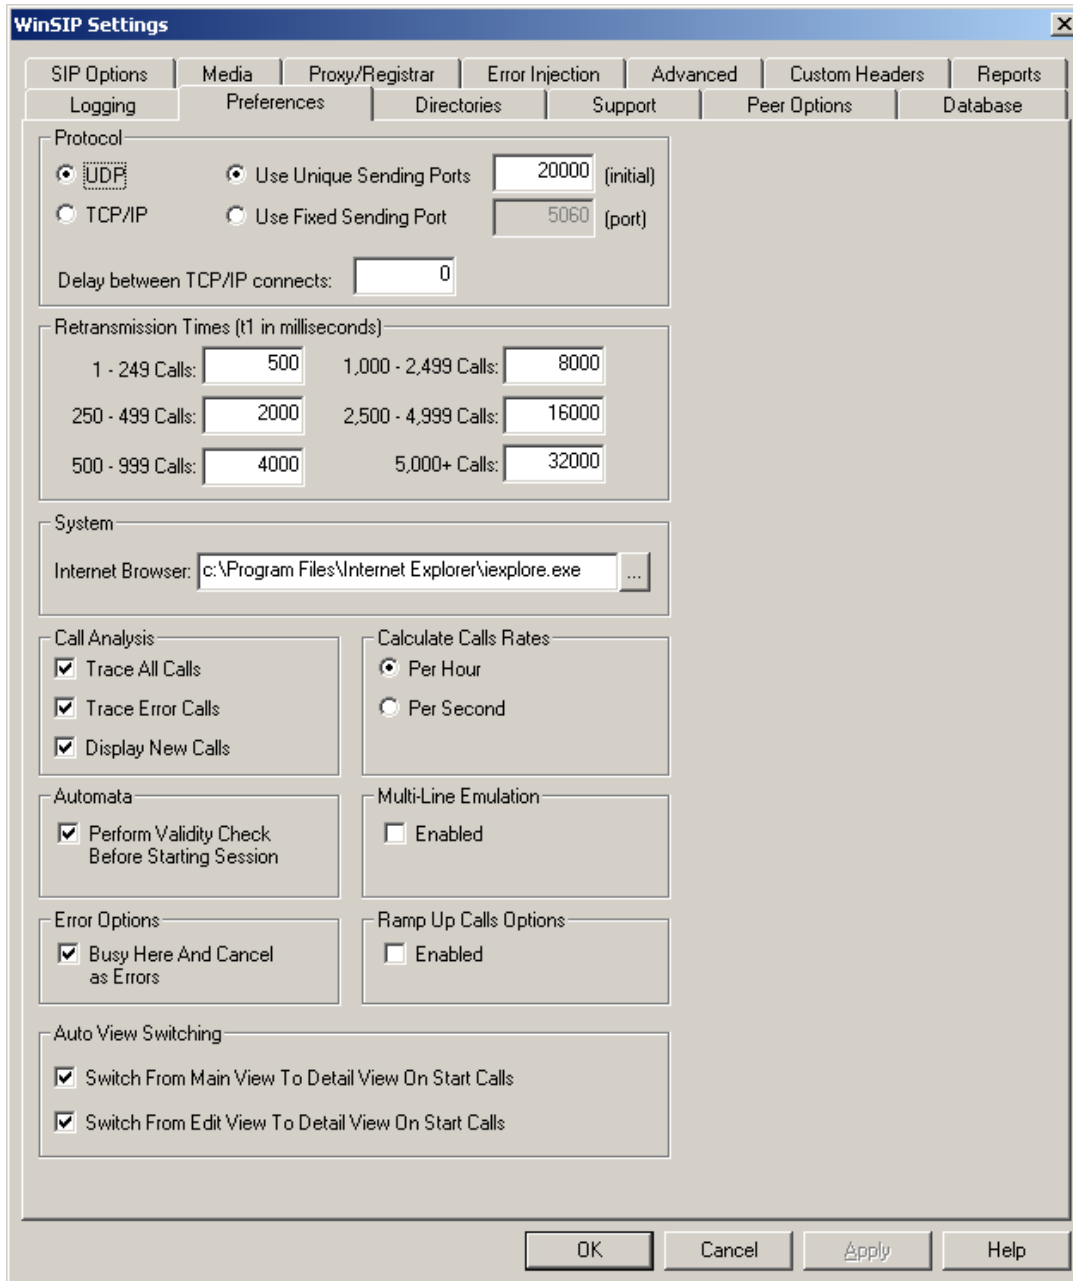 WinSIP Settings
SIP Options Media Proxy/Registrar Error Injection Advanced Custom Headers Reports
Logging Preferences Directories Support Peer Options Database
Protocol
UDP Use Unique Sending Ports 20000 (initial)
TCP/IP Use Fixed Sending Port 5060 (port)
Delay between TCP/IP connects: 0
Retransmission Times (t1 in milliseconds)
1 - 249 Calls: 500 1,000 - 2,499 Calls: 8000
250 - 499 Calls: 2000 2,500 - 4,999 Calls: 16000
500 - 999 Calls: 4000 5,000+ Calls: 32000
System
Internet Browser: c:\Program Files\Internet Explorer\iexplore.exe ...
Call Analysis
Trace All Calls
Trace Error Calls
Display New Calls
Calculate Calls Rates
Per Hour
Per Second
Automata
Perform Validity Check
Before Starting Session
Multi-Line Emulation
Enabled
Error Options
Busy Here And Cancel
as Errors
Ramp Up Calls Options
Enabled
Auto View Switching
Switch From Main View To Detail View On Start Calls
Switch From Edit View To Detail View On Start Calls
OK Cancel Apply Help